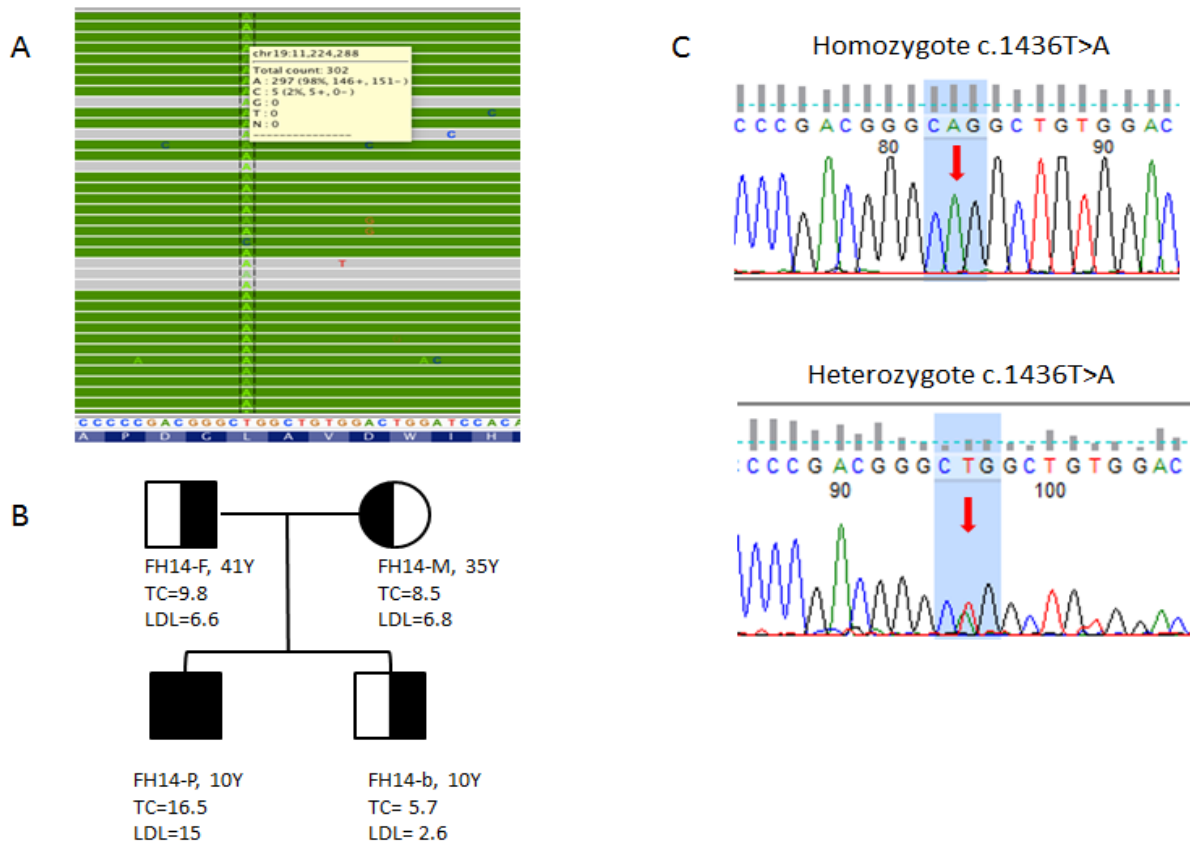 A
chr19:11,224,288
Total count: 302
A : 297 (98%, 146+, 151-)
C : 5 (2%, 5+, 0-)
G : 0
T : 0
N : 0
---------------
C C C C C G A C G G G C T G G C T G T G G A C T G G A T C C A C A
A P D G L A V D W I H
B
FH14-F, 41Y
TC=9.8
LDL=6.6
FH14-M, 35Y
TC=8.5
LDL=6.8
FH14-P, 10Y
TC=16.5
LDL=15
FH14-b, 10Y
TC= 5.7
LDL= 2.6
C
Homozygote c.1436T>A
C C C G A C G G G C A G G C T G T G G A C
80 90
Heterozygote c.1436T>A
C C C G A C G G G C T G G C T G T G G A C
90 100